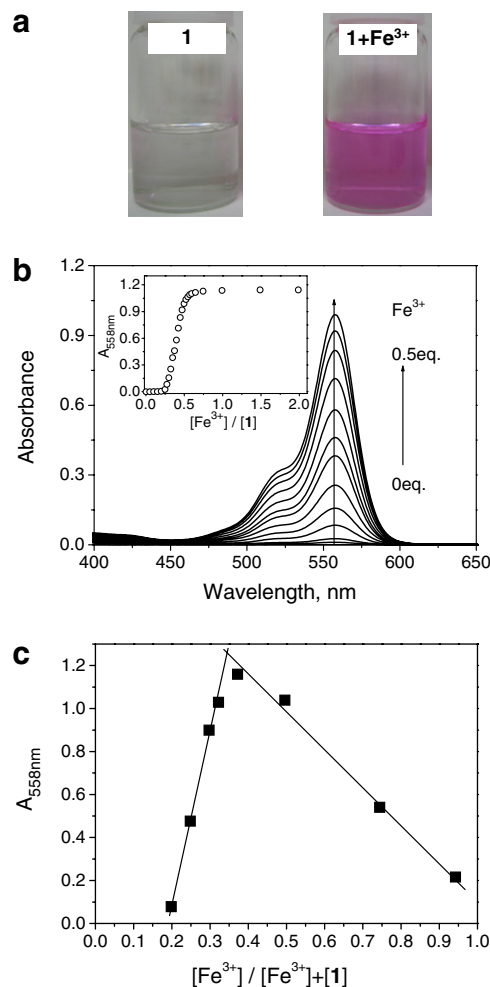 a
1
1+Fe³⁺
b
1.2
0.9
0.6
0.3
0.0
Absorbance
400 450 500 550 600 650
Wavelength, nm
1.2
0.9
0.6
0.3
0.0
A558nm
0.0 0.5 1.0 1.5 2.0
[Fe³⁺] / [1]
Fe³⁺
0.5eq.
0eq.
c
1.2
1.0
0.8
0.6
0.4
0.2
0.0
A558nm
0.0 0.1 0.2 0.3 0.4 0.5 0.6 0.7 0.8 0.9 1.0
[Fe³⁺] / [Fe³⁺]+[1]